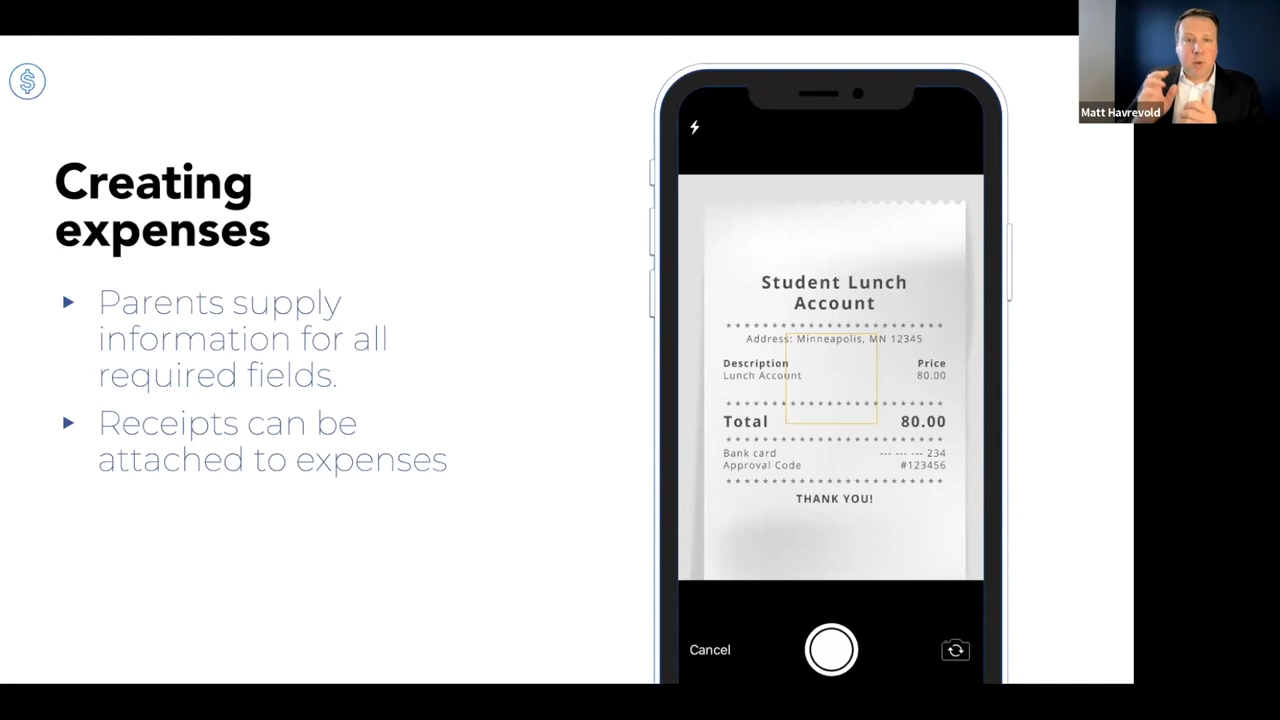 Matt Havrevold
$
Creating
expenses
Parents supply
information for all
required fields.
Receipts can be
attached to expenses
Student Lunch
Account
Address: Minneapolis, MN 12345
Description Price
Lunch Account 80.00
Total 80.00
Bank card --- --- --- 234
Approval Code #123456
THANK YOU!
Cancel